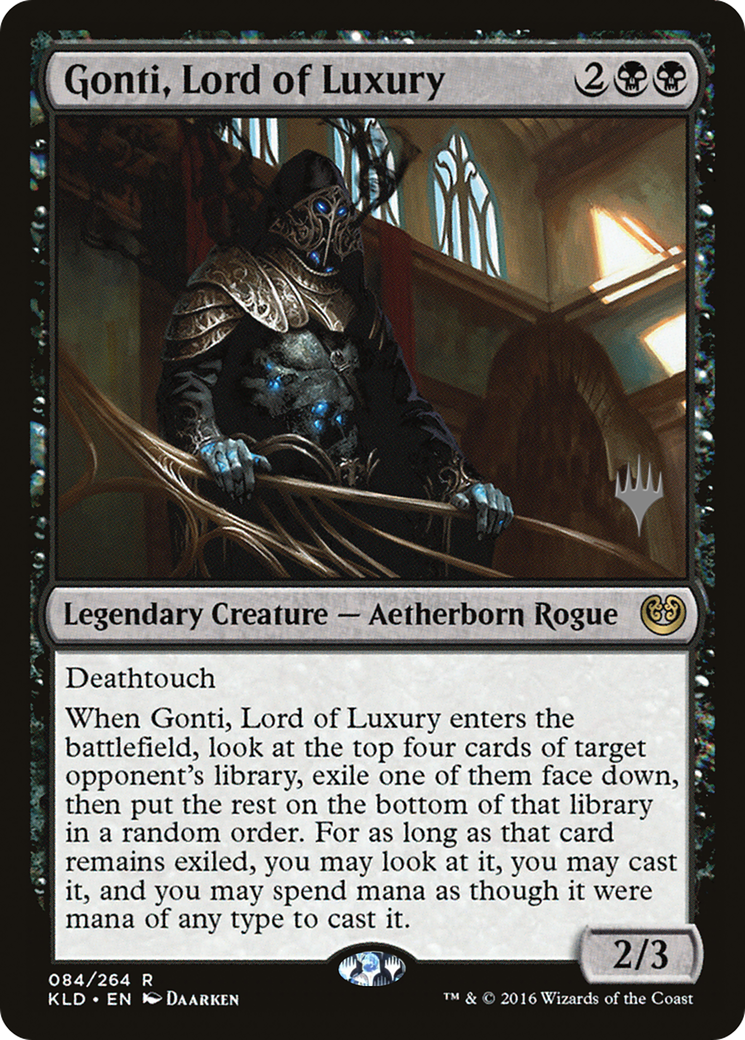 Gonti, Lord of Luxury 2
Legendary Creature — Aetherborn Rogue
Deathtouch
When Gonti, Lord of Luxury enters the
battlefield, look at the top four cards of target
opponent's library, exile one of them face down,
then put the rest on the bottom of that library
in a random order. For as long as that card
remains exiled, you may look at it, you may cast
it, and you may spend mana as though it were
mana of any type to cast it.
2/3
084/264 R
KLD • EN DAARKEN
™ & © 2016 Wizards of the Coast